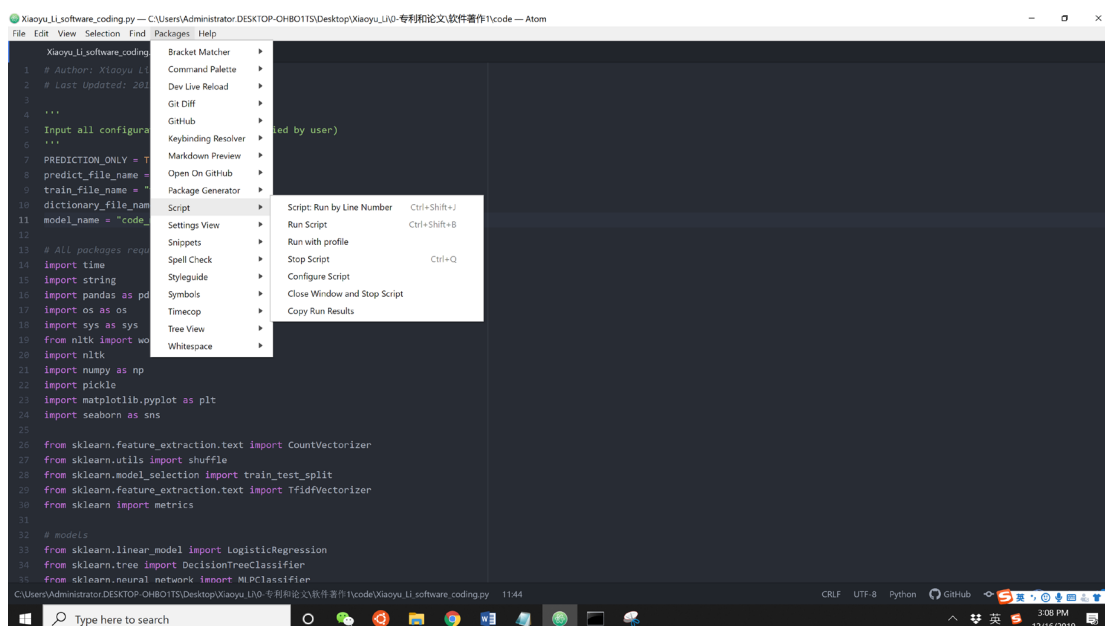 Xiaoyu_Li_software_coding.py — C:\Users\Administrator.DESKTOP-OHBO1TS\Desktop\Xiaoyu_Li\0-专利和论文\软件著作1\code — Atom
File Edit View Selection Find Packages Help
Xiaoyu_Li_software_coding.
Bracket Matcher
1 # Author: Xiaoyu Li
Command Palette
2 # Last Updated: 201
Dev Live Reload
3
Git Diff
4 '''
GitHub
5 Input all configura
ied by user)
Keybinding Resolver
6 '''
Markdown Preview
7 PREDICTION_ONLY = T
Open On GitHub
8 predict_file_name =
Package Generator
9 train_file_name = "
Script
10 dictionary_file_nam
Settings View
11 model_name = "code_
Snippets
12
Spell Check
13 # All packages requ
Styleguide
14 import time
Symbols
15 import string
Timecop
16 import pandas as pd
Tree View
17 import os as os
Whitespace
18 import sys as sys
Script: Run by Line Number Ctrl+Shift+J
Run Script Ctrl+Shift+B
Run with profile
Stop Script Ctrl+Q
Configure Script
Close Window and Stop Script
Copy Run Results
19 from nltk import wo
20 import nltk
21 import numpy as np
22 import pickle
23 import matplotlib.pyplot as plt
24 import seaborn as sns
25
26 from sklearn.feature_extraction.text import CountVectorizer
27 from sklearn.utils import shuffle
28 from sklearn.model_selection import train_test_split
29 from sklearn.feature_extraction.text import TfidfVectorizer
30 from sklearn import metrics
31
32 # models
33 from sklearn.linear_model import LogisticRegression
34 from sklearn.tree import DecisionTreeClassifier
35 from sklearn.neural_network import MLPClassifier
C:\Users\Administrator.DESKTOP-OHBO1TS\Desktop\Xiaoyu_Li\0-专利和论文\软件著作1\code\Xiaoyu_Li_software_coding.py 11:44 CRLF UTF-8 Python GitHub 英
Type here to search 英 3:08 PM
12/16/2019